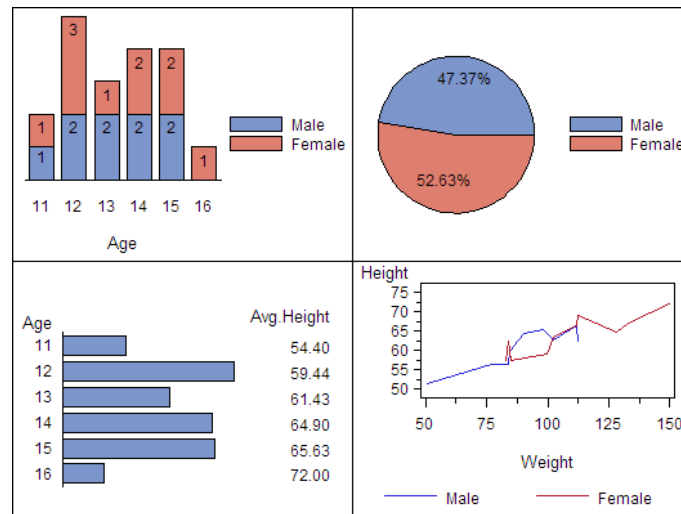 3
2
2
1
1
2
2
2
2
1
1
Male
Female
11 12 13 14 15 16
Age
47.37%
52.63%
Male
Female
Age Avg.Height
11 54.40
12 59.44
13 61.43
14 64.90
15 65.63
16 72.00
Height
75
70
65
60
55
50
50 75 100 125 150
Weight
Male Female